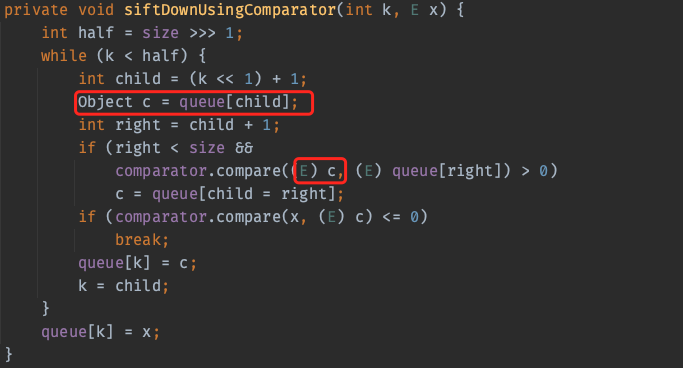 private void siftDownUsingComparator(int k, E x) {
    int half = size >>> 1;
    while (k < half) {
        int child = (k << 1) + 1;
        Object c = queue[child];
        int right = child + 1;
        if (right < size &&
            comparator.compare((E) c, (E) queue[right]) > 0)
            c = queue[child = right];
        if (comparator.compare(x, (E) c) <= 0)
            break;
        queue[k] = c;
        k = child;
    }
    queue[k] = x;
}